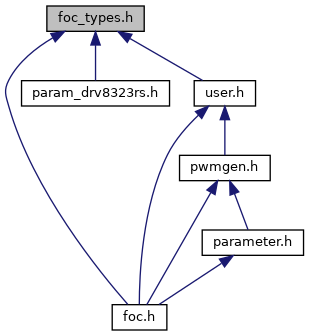 foc_types.h
param_drv8323rs.h
user.h
pwmgen.h
parameter.h
foc.h